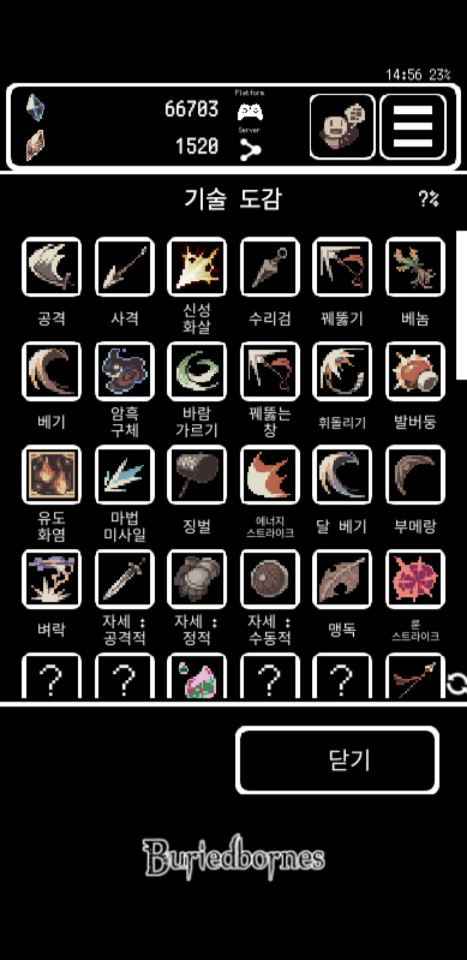 14:56 23%
Platform
66703
Server
1520
기술 도감 ?%
공격 사격 신성 화살 수리검 꿰뚫기 베놈
베기 암흑 구체 바람 가르기 꿰뚫는 창 휘돌리기 발버둥
유도 화염 마법 미사일 징벌 에너지 스트라이크 달 베기 부메랑
벼락 자세 : 공격적 자세 : 정적 자세 : 수동적 맹독 룬 스트라이크
? ? ? ?
닫기
Buriedbornes